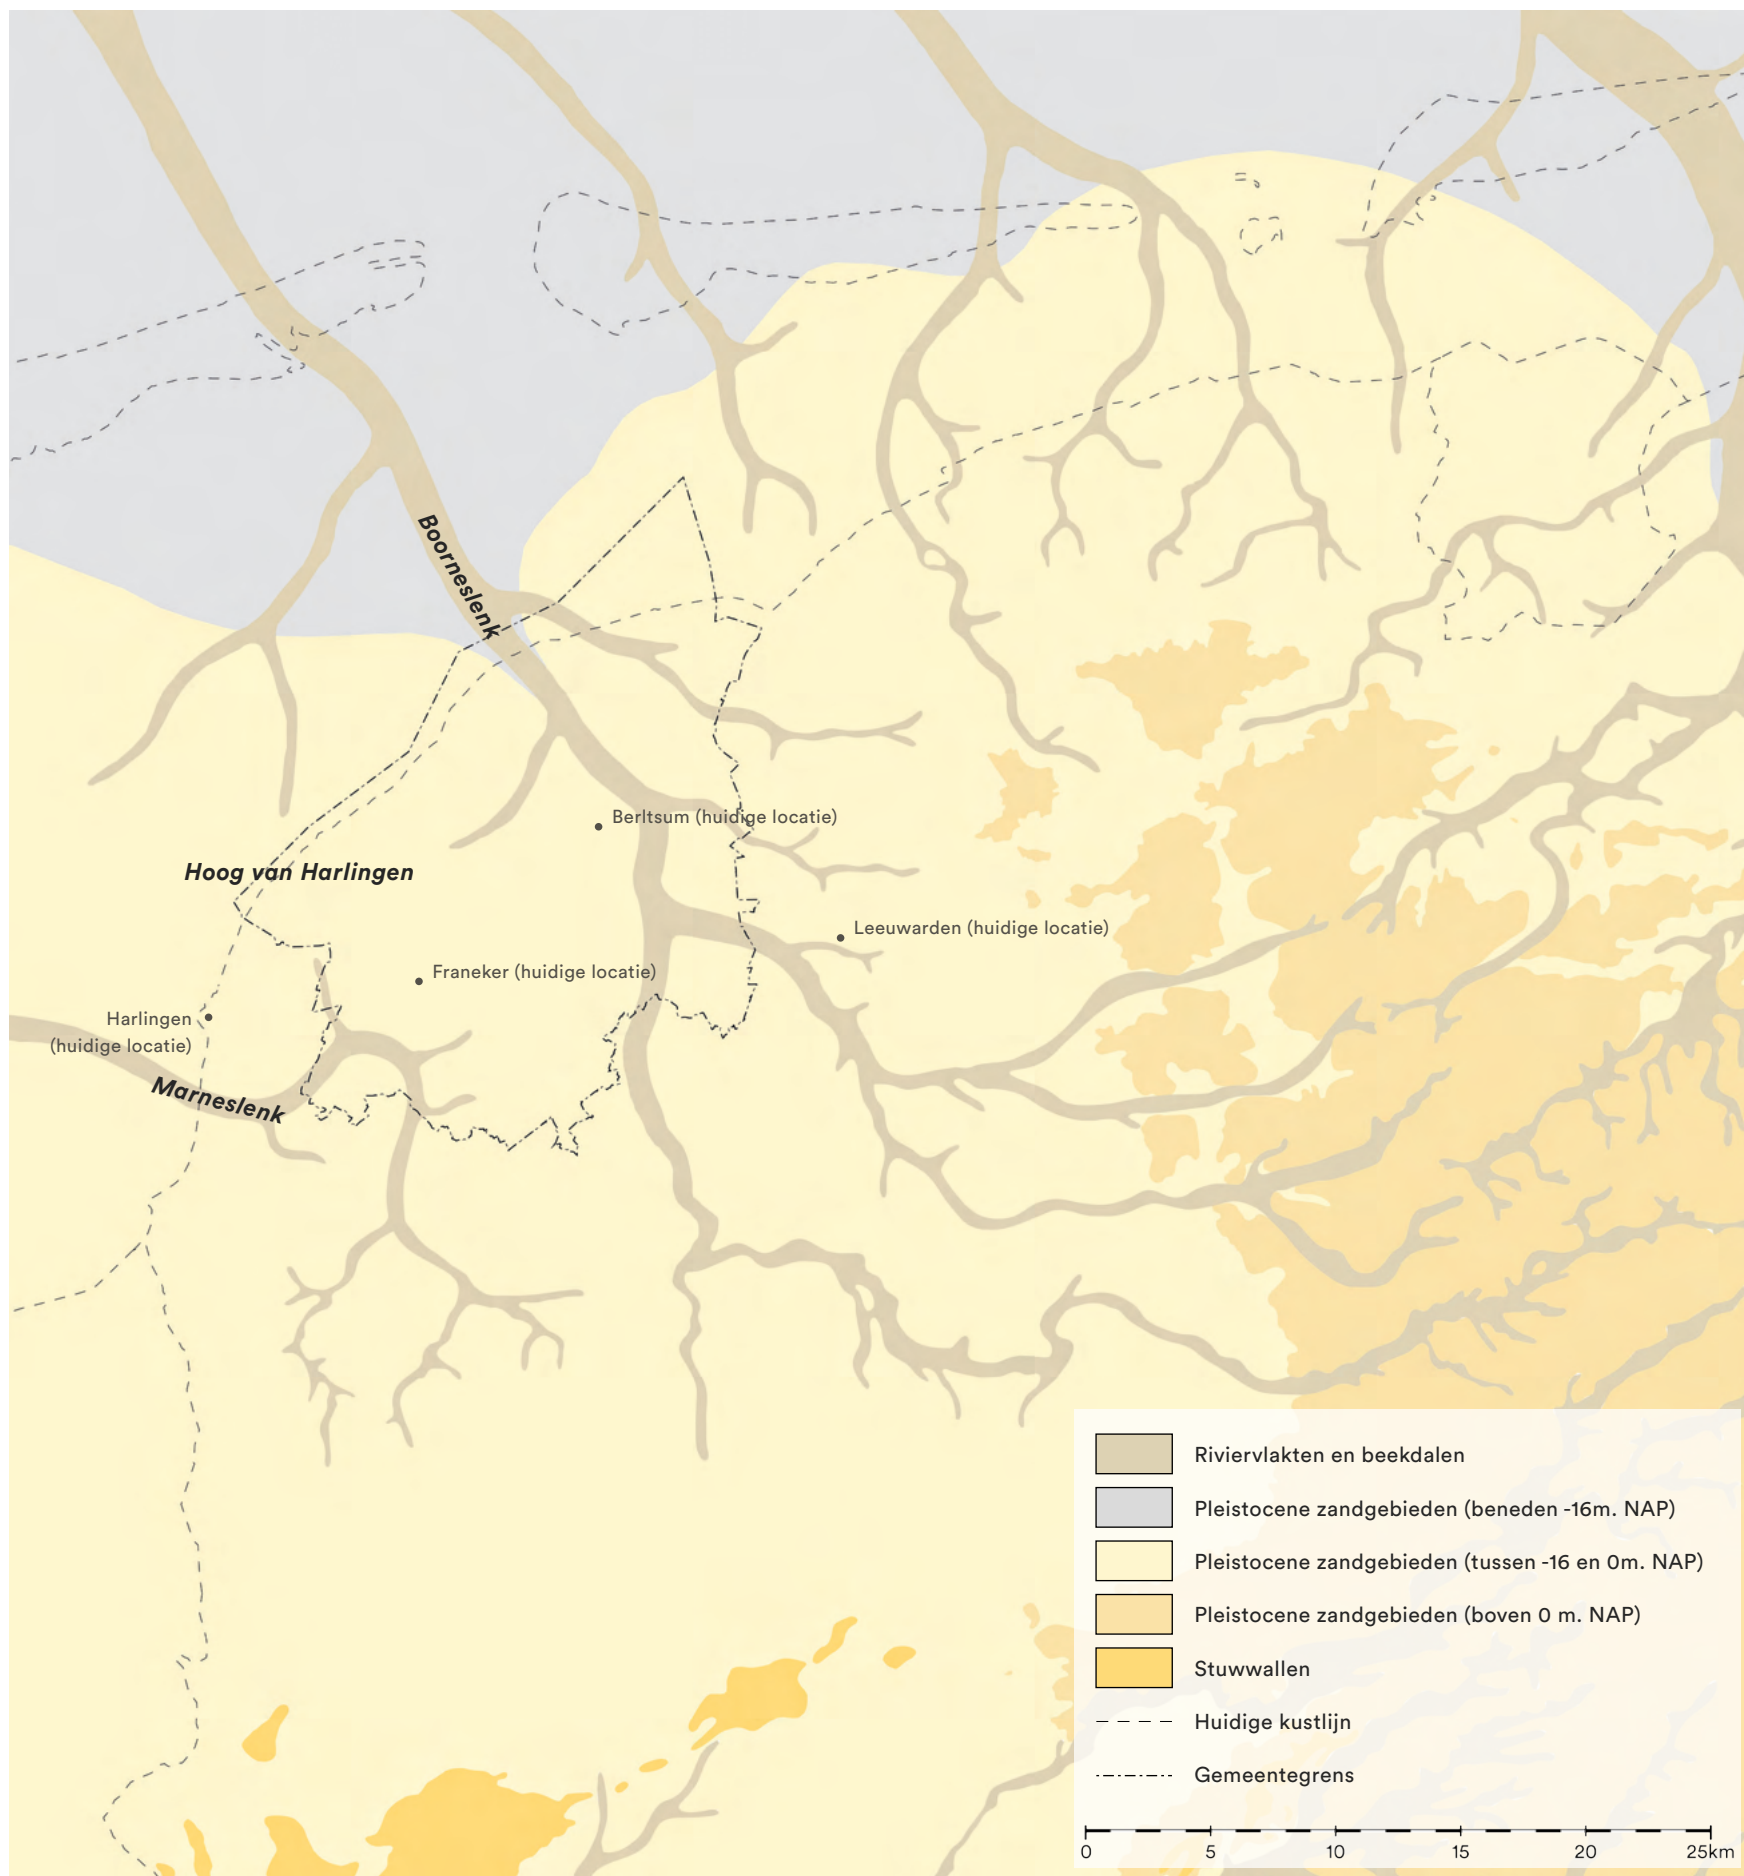 Boorneslenk
Berltsum (huidige locatie)
Hoog van Harlingen
Leeuwarden (huidige locatie)
Franeker (huidige locatie)
Harlingen
(huidige locatie)
Marneslenk
Riviervlakten en beekdalen
Pleistocene zandgebieden (beneden -16m. NAP)
Pleistocene zandgebieden (tussen -16 en 0m. NAP)
Pleistocene zandgebieden (boven 0 m. NAP)
Stuwwallen
Huidige kustlijn
Gemeentegrens
0 5 10 15 20 25km